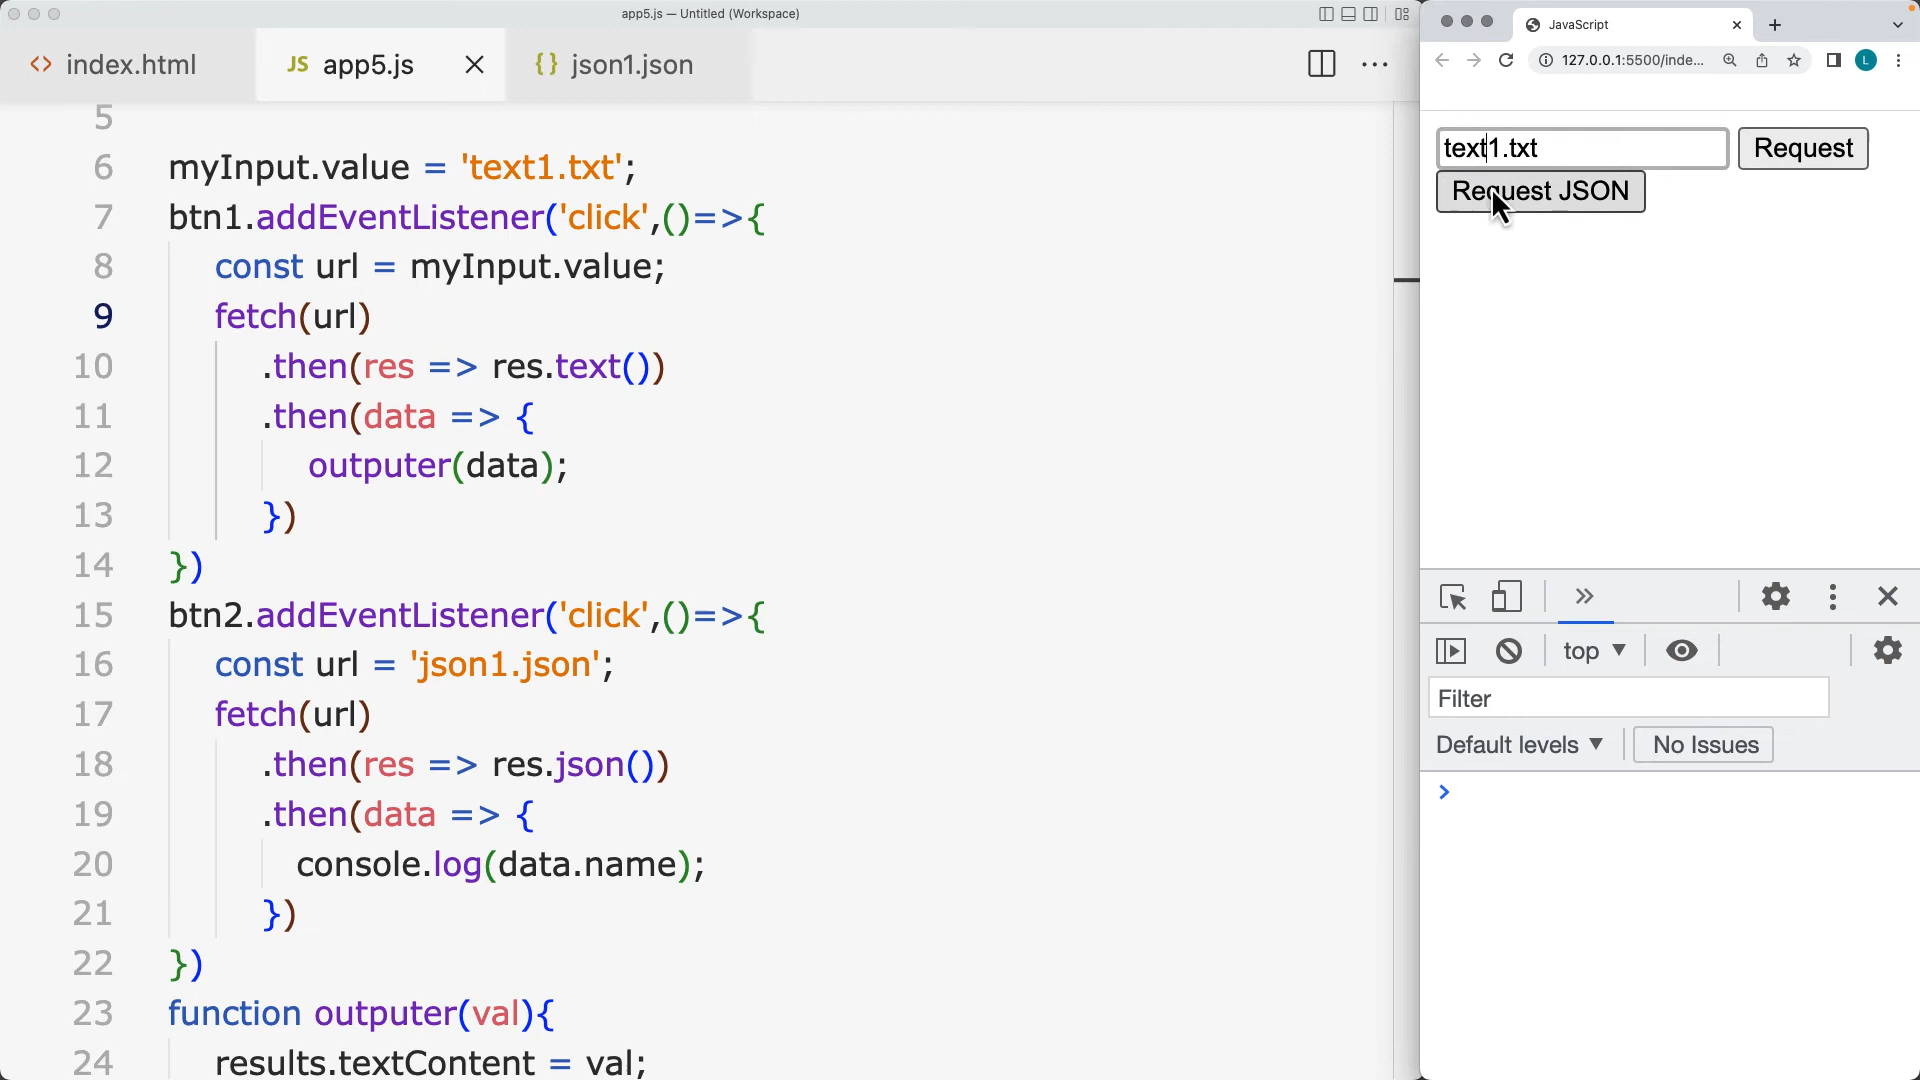 app5.js — Untitled (Workspace)
<> index.html
JS app5.js
{} json1.json
5
6 myInput.value = 'text1.txt';
7 btn1.addEventListener('click',()=>{
8 const url = myInput.value;
9 fetch(url)
10 .then(res => res.text())
11 .then(data => {
12 outputer(data);
13 })
14 })
15 btn2.addEventListener('click',()=>{
16 const url = 'json1.json';
17 fetch(url)
18 .then(res => res.json())
19 .then(data => {
20 console.log(data.name);
21 })
22 })
23 function outputer(val){
24 results.textContent = val;
JavaScript
127.0.0.1:5500/inde...
L
text1.txt
Request
Request JSON
top
Filter
Default levels
No Issues